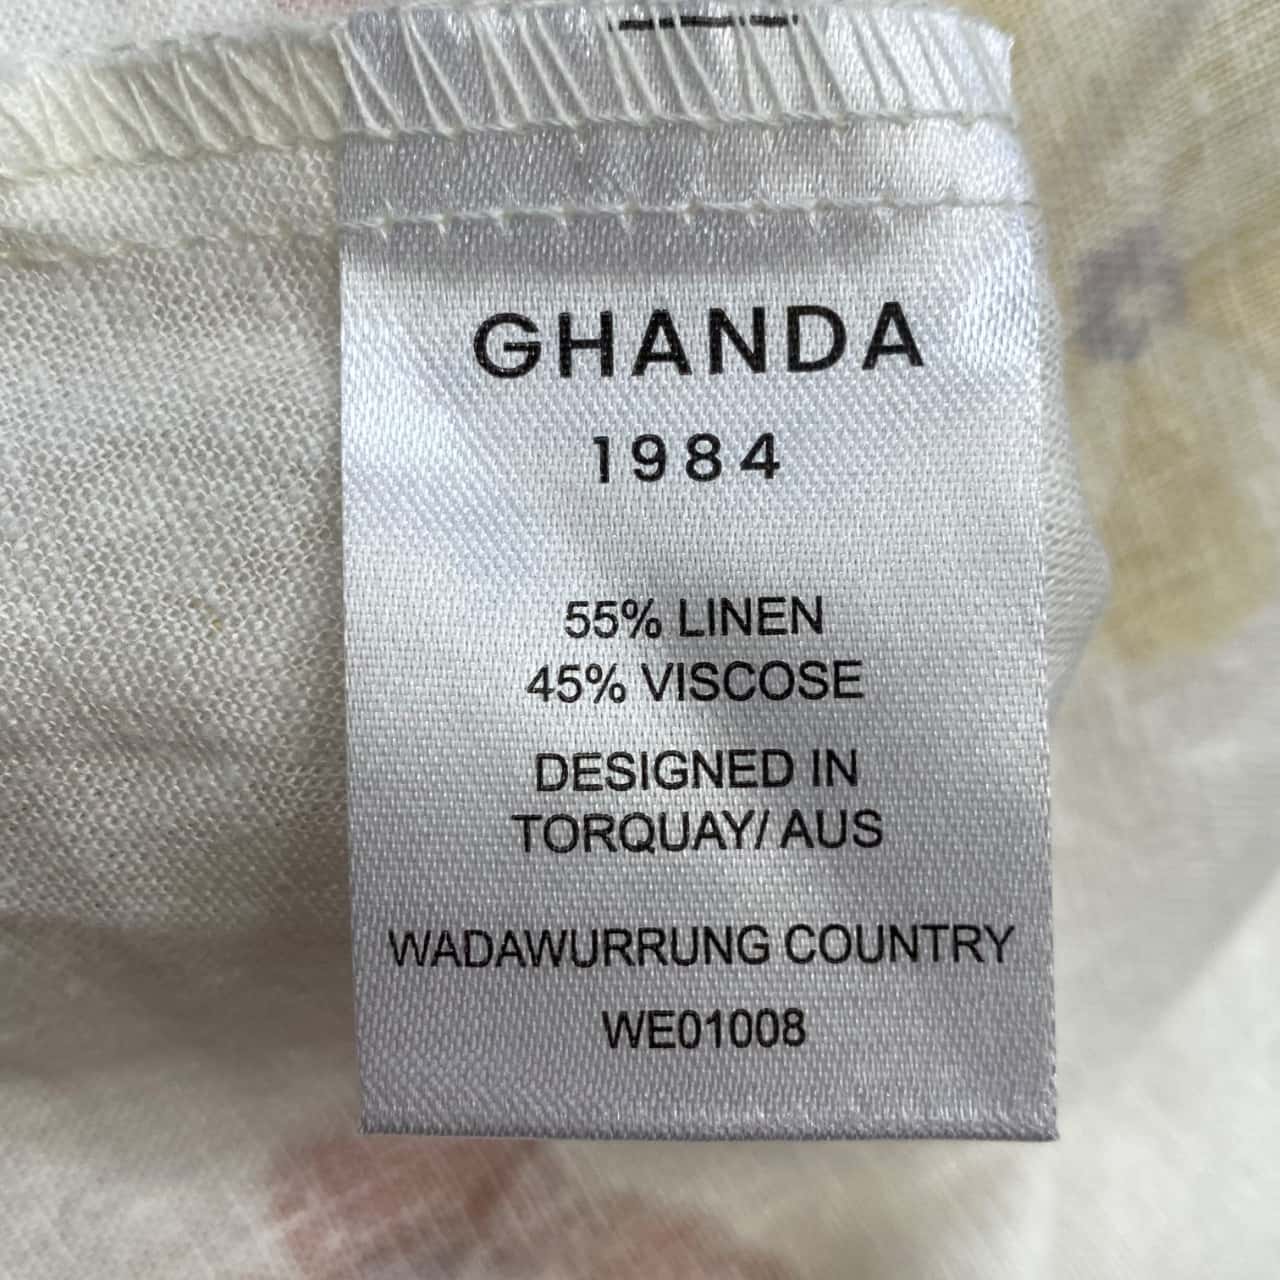 GHANDA
1984
55% LINEN
45% VISCOSE
DESIGNED IN
TORQUAY/ AUS
WADAWURRUNG COUNTRY
WE01008